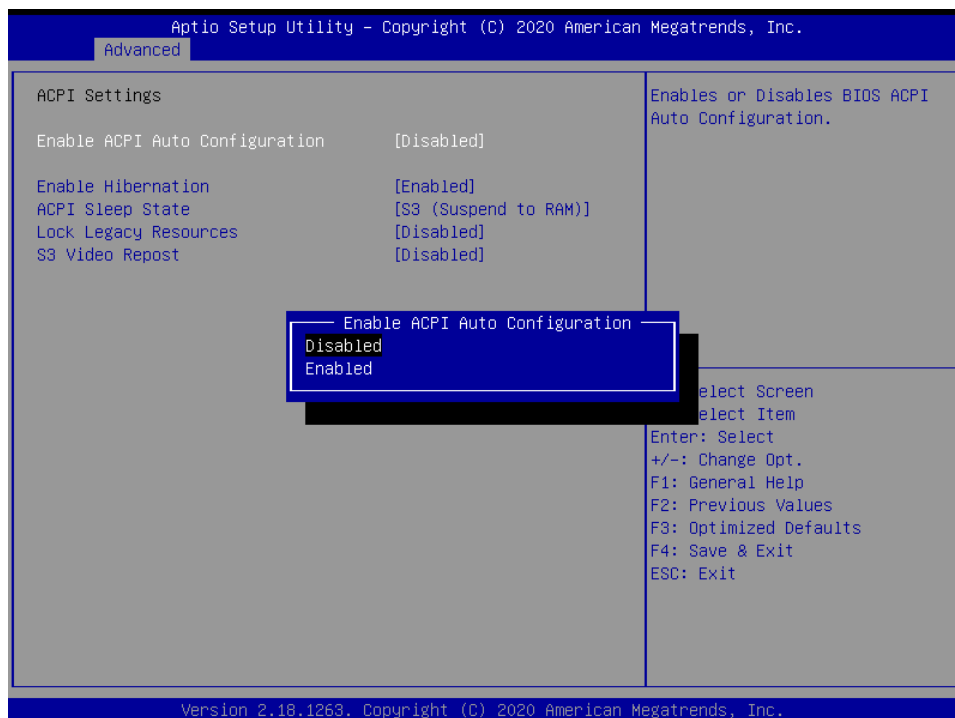 Aptio Setup Utility – Copyright (C) 2020 American Megatrends, Inc.
Advanced
ACPI Settings
Enable ACPI Auto Configuration [Disabled]
Enable Hibernation [Enabled]
ACPI Sleep State [S3 (Suspend to RAM)]
Lock Legacy Resources [Disabled]
S3 Video Repost [Disabled]
Enable ACPI Auto Configuration
Disabled
Enabled
Enables or Disables BIOS ACPI
Auto Configuration.
elect Screen
elect Item
Enter: Select
+/-: Change Opt.
F1: General Help
F2: Previous Values
F3: Optimized Defaults
F4: Save & Exit
ESC: Exit
Version 2.18.1263. Copyright (C) 2020 American Megatrends, Inc.